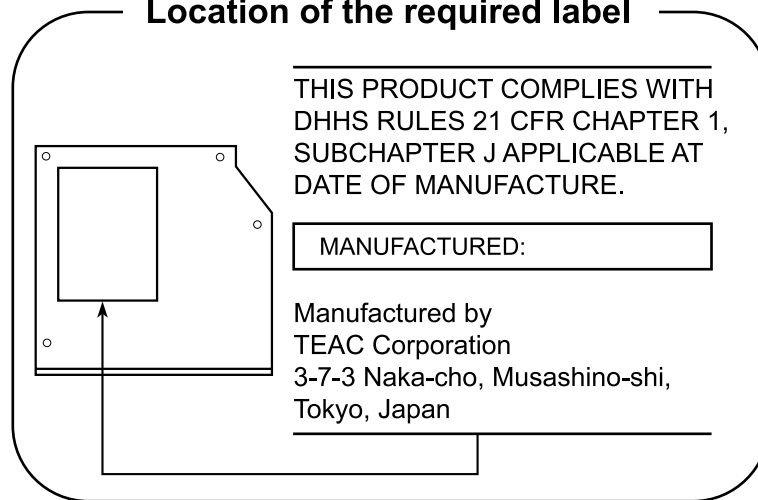 Location of the required label
THIS PRODUCT COMPLIES WITH
DHHS RULES 21 CFR CHAPTER 1,
SUBCHAPTER J APPLICABLE AT
DATE OF MANUFACTURE.
MANUFACTURED:
Manufactured by
TEAC Corporation
3-7-3 Naka-cho, Musashino-shi,
Tokyo, Japan